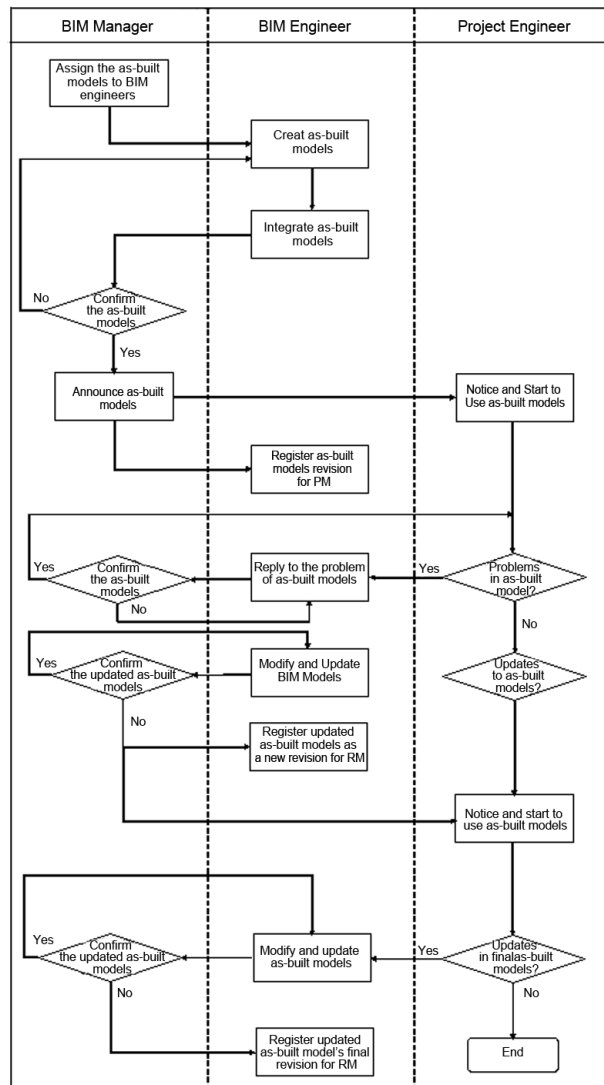 BIM Manager
BIM Engineer
Project Engineer
Assign the as-built
models to BIM
engineers
Creat as-built
models
Integrate as-built
models
No
Confirm
the as-built
models
Yes
Announce as-built
models
Notice and Start to
Use as-built models
Register as-built
models revision
for PM
Yes
Confirm
the as-built
models
No
Reply to the problem
of as-built models
Yes
Problems
in as-built
model?
No
Yes
Confirm
the updated as-built
models
No
Modify and Update
BIM Models
Updates
to as-built
models?
Register updated
as-built models as
a new revision for RM
Notice and start to
use as-built models
Yes
Confirm
the updated as-built
models
No
Modify and update
as-built models
Yes
Updates
in finalas-built
models?
No
Register updated
as-built model's final
revision for RM
End